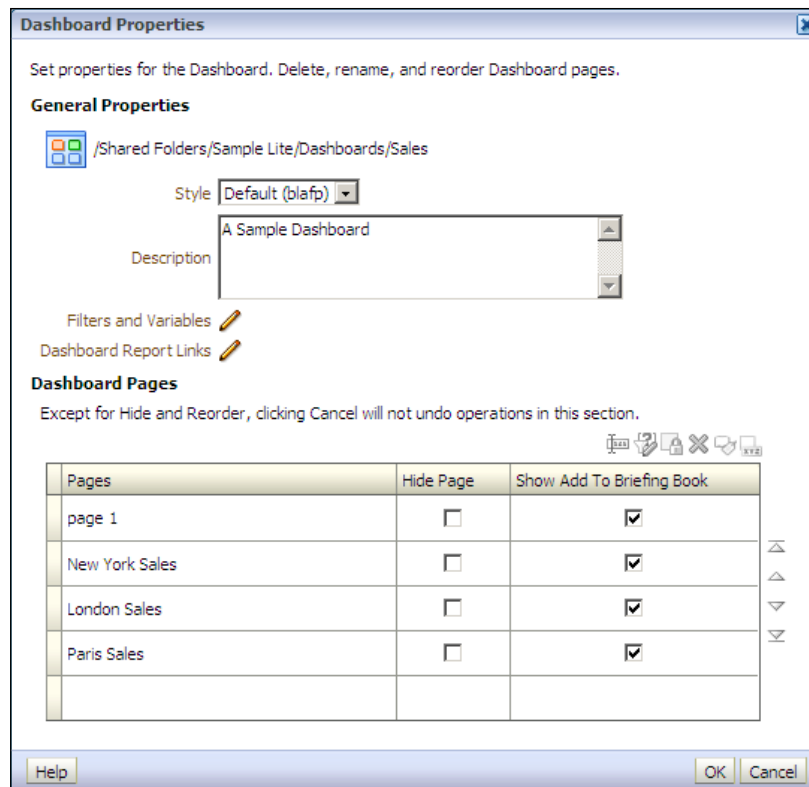 Dashboard Properties
Set properties for the Dashboard. Delete, rename, and reorder Dashboard pages.
General Properties
/Shared Folders/Sample Lite/Dashboards/Sales
Style Default (blafp)
Description A Sample Dashboard
Filters and Variables
Dashboard Report Links
Dashboard Pages
Except for Hide and Reorder, clicking Cancel will not undo operations in this section.
Pages Hide Page Show Add To Briefing Book
page 1
New York Sales
London Sales
Paris Sales
Help OK Cancel